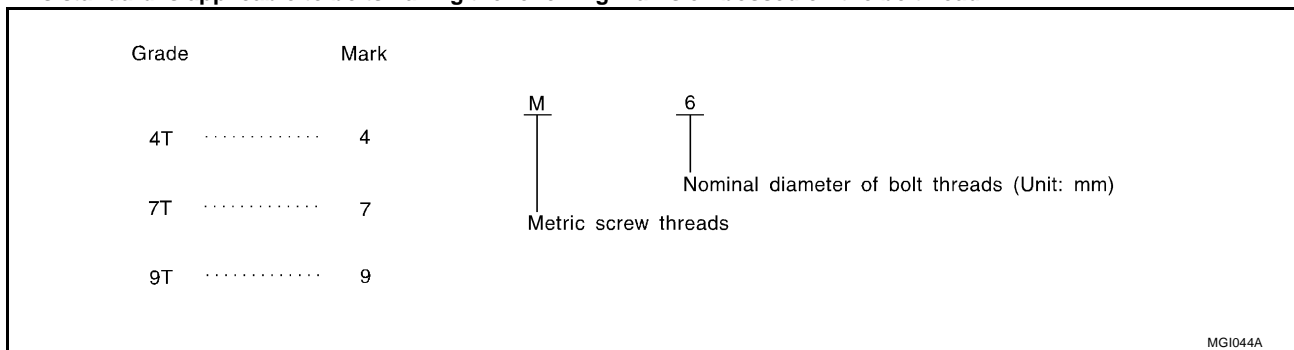 Grade Mark
M 6
4T ............. 4
Nominal diameter of bolt threads (Unit: mm)
7T ............. 7
Metric screw threads
9T ............. 9
MGI044A